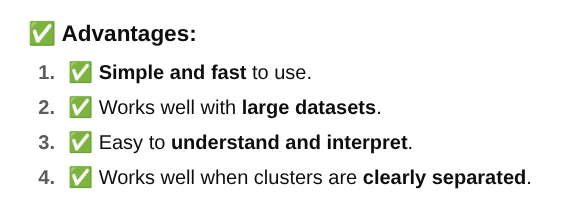 ✅ Advantages:
1. ✅ Simple and fast to use.
2. ✅ Works well with large datasets.
3. ✅ Easy to understand and interpret.
4. ✅ Works well when clusters are clearly separated.